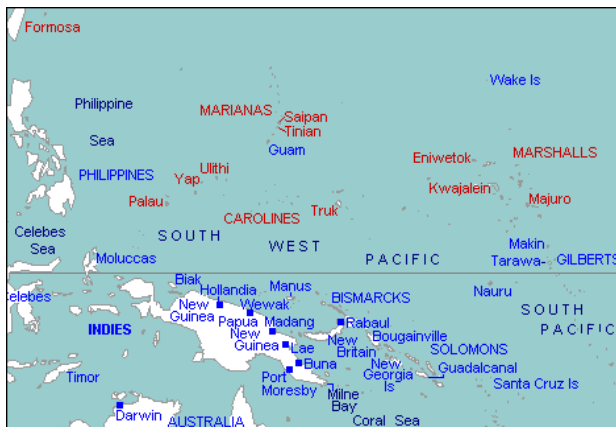 Formosa
Wake Is
Philippine
Sea
MARIANAS
Saipan
Tinian
Guam
Eniwetok
MARSHALLS
PHILIPPINES
Ulithi
Yap
Kwajalein
Palau
Majuro
CAROLINES
Truk
Celebes
Sea
SOUTH
WEST
PACIFIC
Makin
Tarawa-
GILBERTS
Moluccas
Biak
Hollandia
Manus
Nauru
Celebes
New
Guinea
Wewak
BISMARCKS
SOUTH
PACIFIC
INDIES
Papua
New
Guinea
Madang
Rabaul
Bougainville
New
Britain
Lae
SOLOMONS
Buna
New
Georgia
Is
Guadalcanal
Timor
Port
Moresby
Santa Cruz Is
Milne
Bay
Darwin
AUSTRALIA
Coral Sea